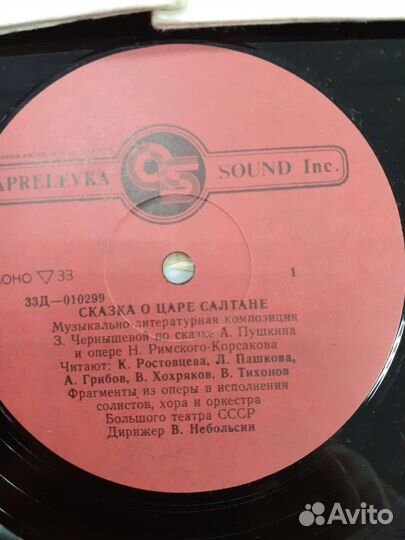 APRELEVKA
SOUND Inc.
МОНО ▽ 33
1
33Д—010299
СКАЗКА О ЦАРЕ САЛТАНЕ
Музыкально-литературная композиция
З. Чернышевой по сказке А. Пушкина
и опере Н. Римского-Корсакова
Читают: К. Ростовцева, Л. Пашкова,
А. Грибов, В. Хохряков, В. Тихонов
Фрагменты из оперы в исполнении
солистов, хора и оркестра
Большого театра СССР
Дирижер В. Небольсин
Avito